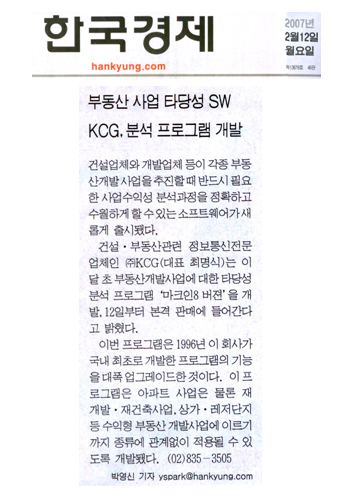 한국경제
hankyung.com
2007년
2월12일
월요일
부동산 사업 타당성 SW
KCG, 분석 프로그램 개발
건설업체와 개발업체 등이 각종 부동
산개발 사업을 추진할 때 반드시 필요
한 사업수익성 분석과정을 정확하고
수월하게 할 수 있는 소프트웨어가 새
롭게 출시됐다.
건설·부동산관련 정보통신전문
업체인 ㈜KCG(대표 최명식)는 이
달 초 부동산개발사업에 대한 타당성
분석 프로그램 ‘마크인8 버젼’을 개
발, 12일부터 본격 판매에 들어간다
고 밝혔다.
이번 프로그램은 1996년 이 회사가
국내 최초로 개발한 프로그램의 기능
을 대폭 업그레이드한 것이다. 이 프
로그램은 아파트 사업은 물론 재
개발·재건축사업, 상가·레저단지
등 수익형 부동산 개발사업에 이르기
까지 종류에 관계없이 적용될 수 있
도록 개발됐다. (02)835-3505
박영신 기자 yspark@hankyung.com